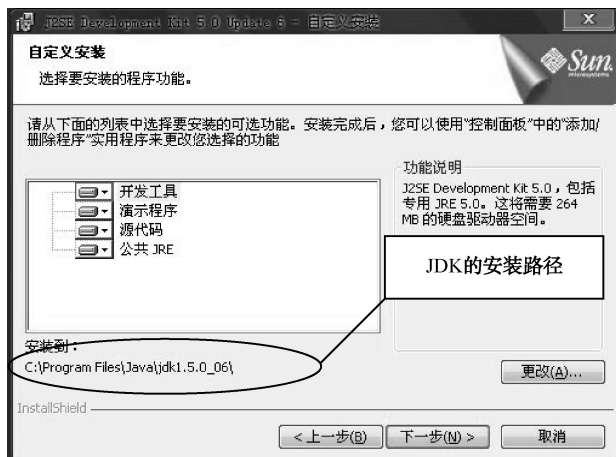 J2SE Development Kit 5.0 Update 6 - 自定义安装
自定义安装
选择要安装的程序功能。
Sun
microsystems
请从下面的列表中选择要安装的可选功能。安装完成后，您可以使用“控制面板”中的“添加/
删除程序”实用程序来更改您选择的功能
开发工具
演示程序
源代码
公共 JRE
功能说明
J2SE Development Kit 5.0，包括
专用 JRE 5.0。这将需要 264
MB 的硬盘驱动器空间。
JDK的安装路径
安装到：
C:\Program Files\Java\jdk1.5.0_06\
更改(A)...
InstallShield
< 上一步(B)
下一步(N) >
取消